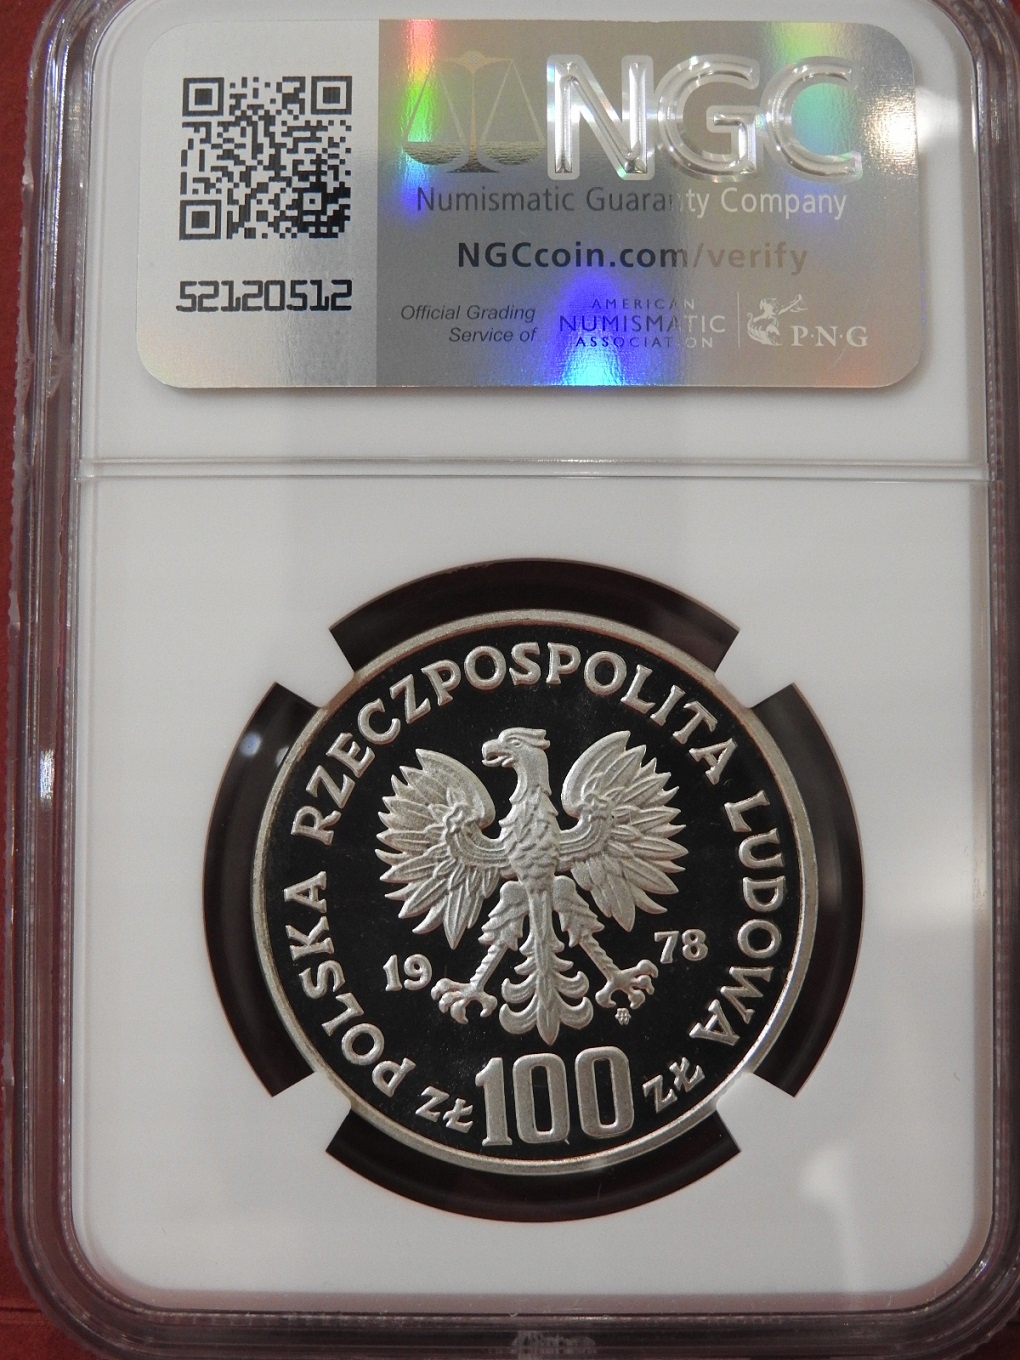 NGC
Numismatic Guaranty Company
NGCcoin.com/verify
52120512
Official Grading
Service of
AMERICAN
NUMISMATIC
ASSOCIATION
P·N·G
POLSKA RZECZPOSPOLITA LUDOWA
19 78
ZŁ 100 ZŁ